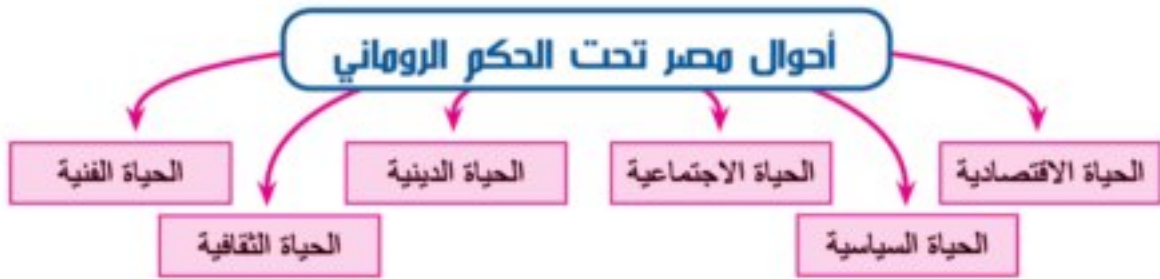 أحوال مصر تحت الحكم الروماني
الحياة الاقتصادية
الحياة السياسية
الحياة الاجتماعية
الحياة الدينية
الحياة الثقافية
الحياة الفنية